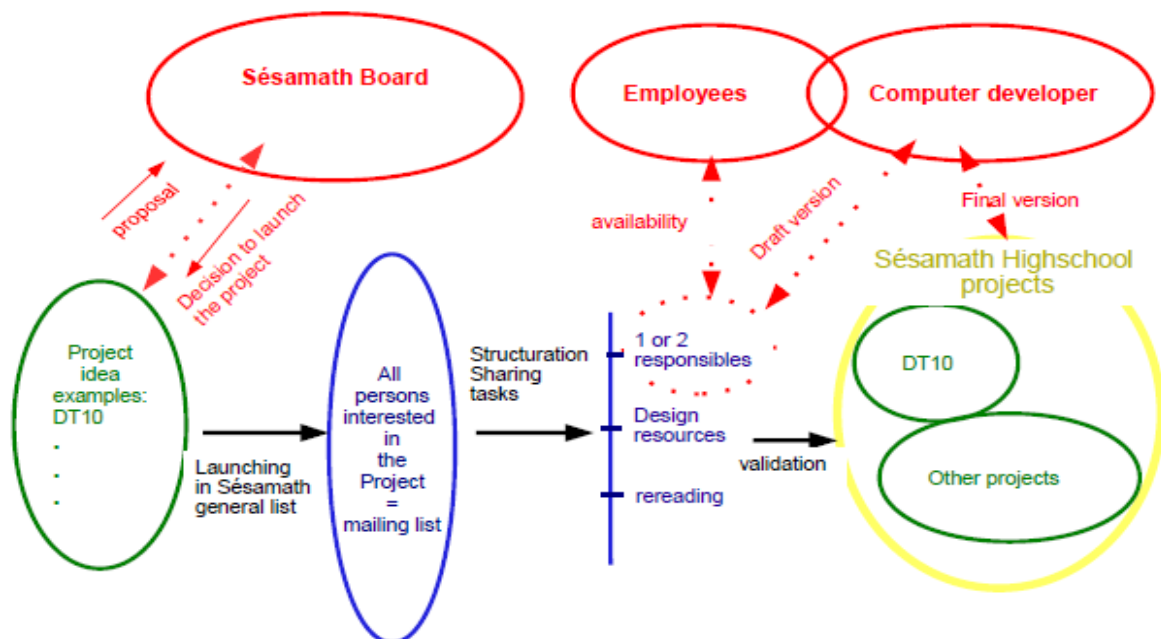 Sésamath Board
Employees
Computer developer
proposal
Decision to launch
the project
availability
Draft version
Final version
Sésamath Highschool
projects
Project
idea
examples:
DT10
.
.
.
Launching
in Sésamath
general list
All
persons
interested
in
the
Project
=
mailing list
Structuration
Sharing
tasks
1 or 2
responsibles
Design
resources
rereading
validation
DT10
Other projects